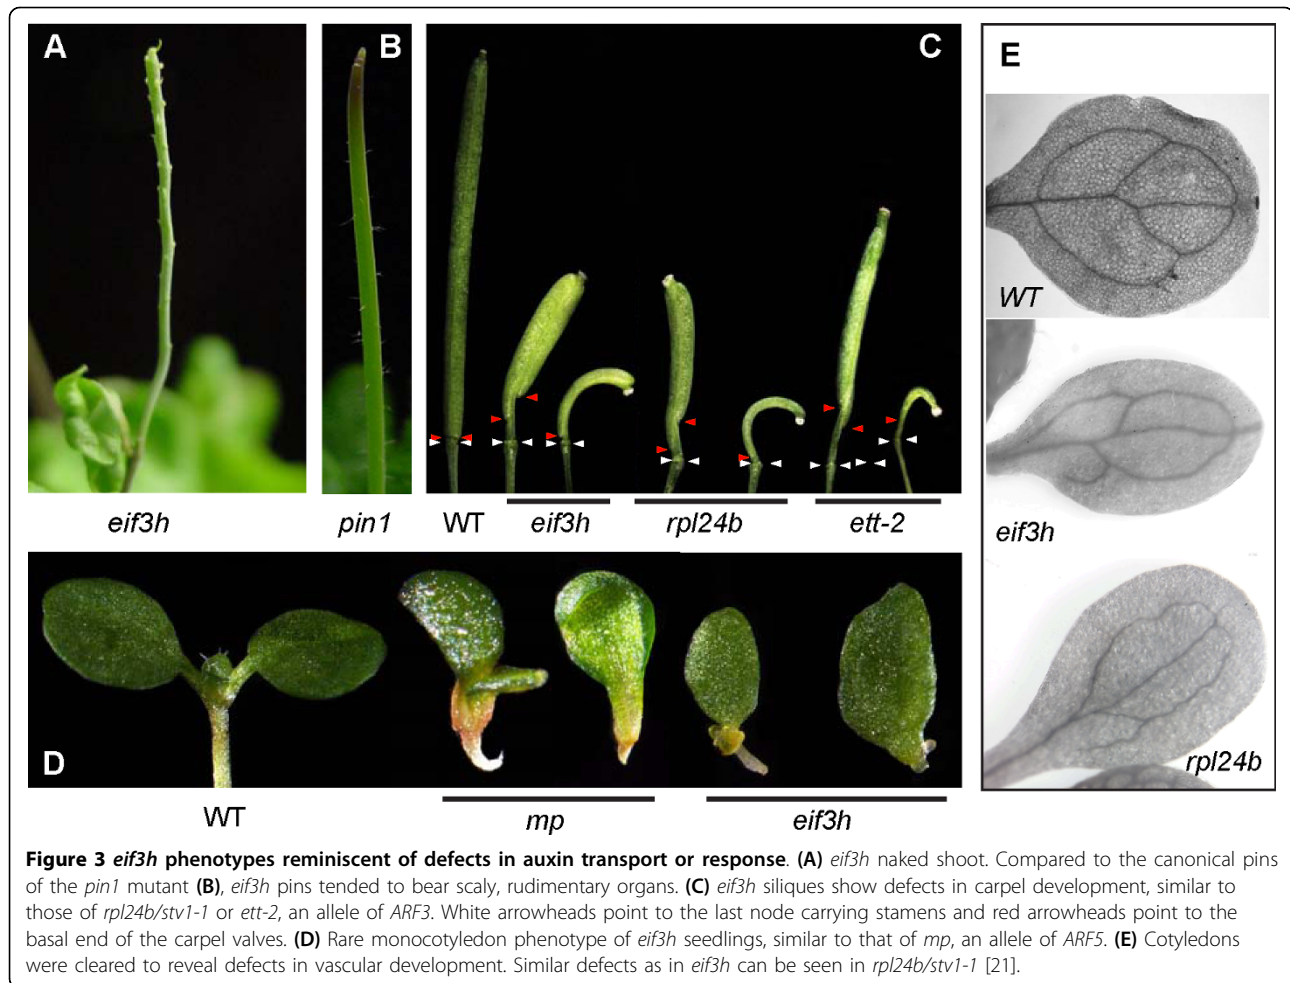 A
B
C
E
WT
eif3h
rpl24b
eif3h
pin1
WT
eif3h
rpl24b
ett-2
D
WT
mp
eif3h
Figure 3 eif3h phenotypes reminiscent of defects in auxin transport or response. (A) eif3h naked shoot. Compared to the canonical pins
of the pin1 mutant (B), eif3h pins tended to bear scaly, rudimentary organs. (C) eif3h siliques show defects in carpel development, similar to
those of rpl24b/stv1-1 or ett-2, an allele of ARF3. White arrowheads point to the last node carrying stamens and red arrowheads point to the
basal end of the carpel valves. (D) Rare monocotyledon phenotype of eif3h seedlings, similar to that of mp, an allele of ARF5. (E) Cotyledons
were cleared to reveal defects in vascular development. Similar defects as in eif3h can be seen in rpl24b/stv1-1 [21].